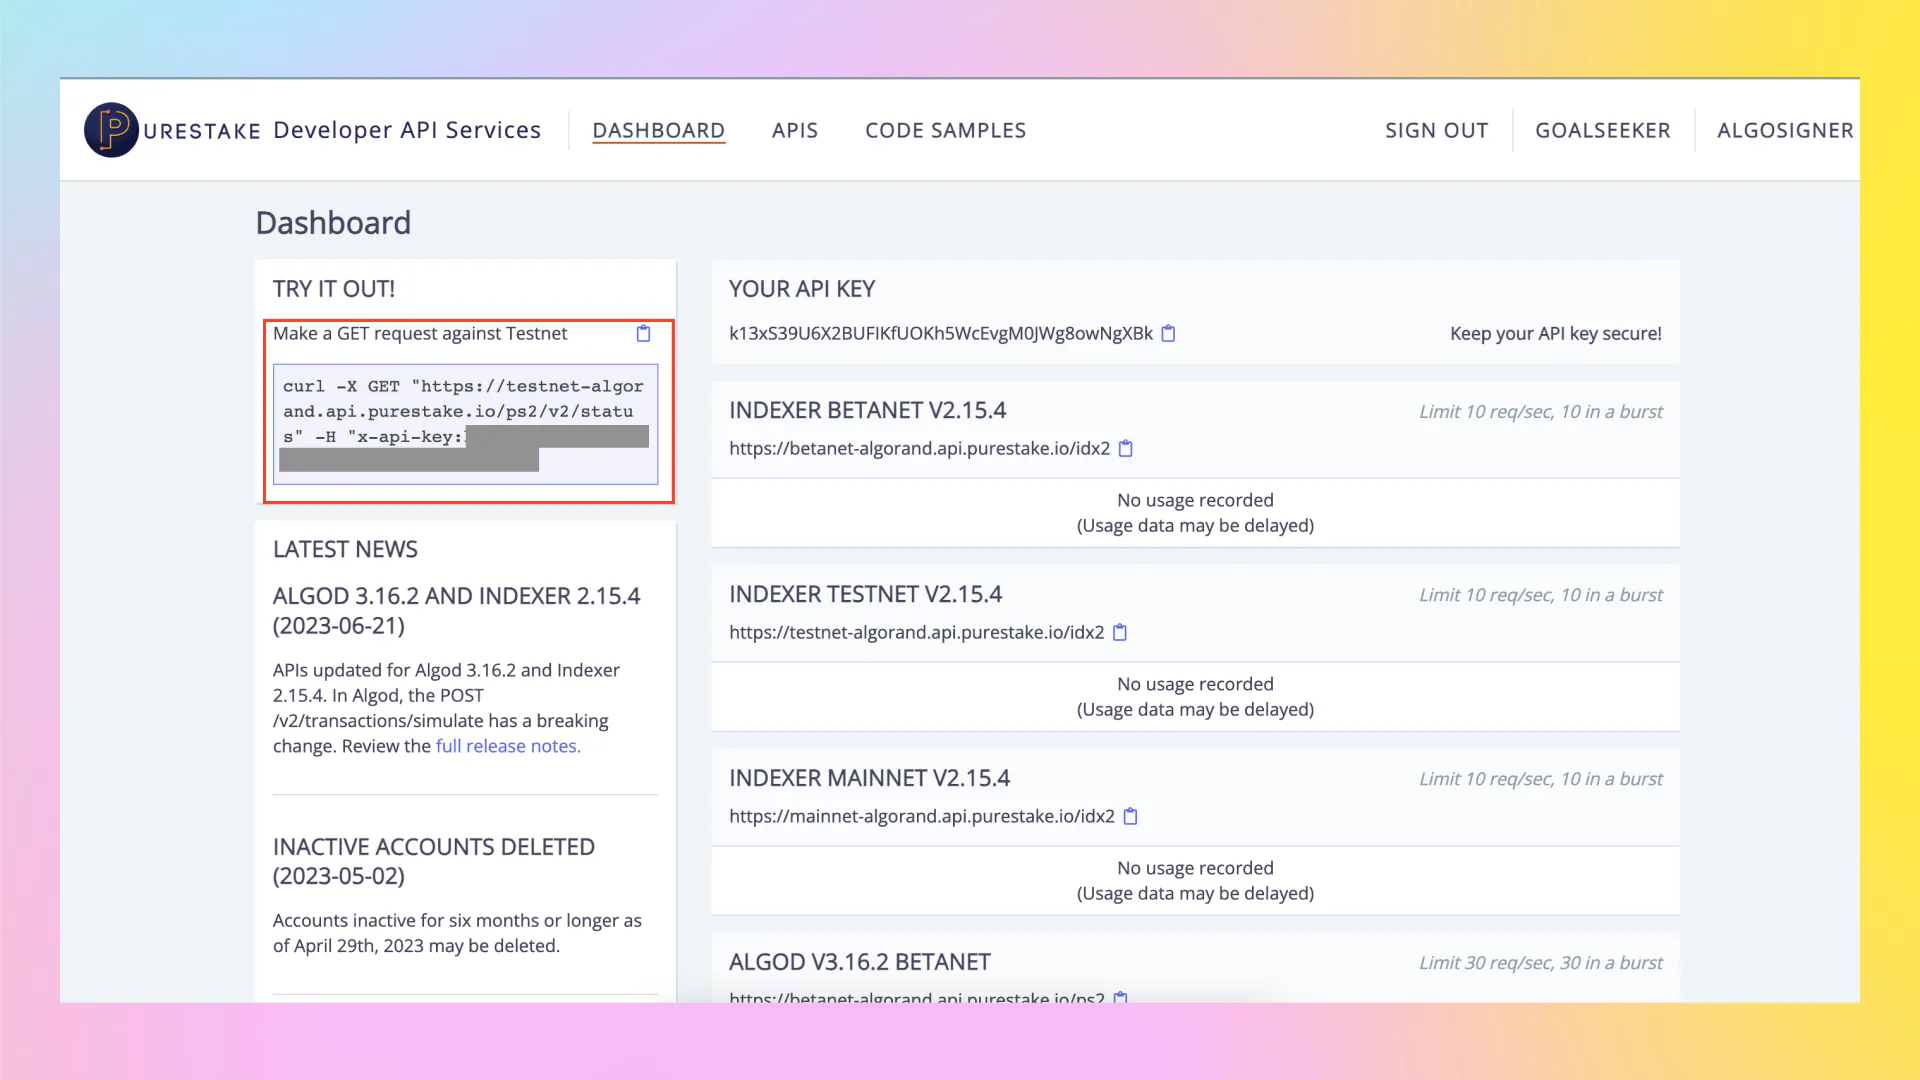 PURESTAKE Developer API Services
DASHBOARD
APIS
CODE SAMPLES
SIGN OUT
GOALSEEKER
ALGOSIGNER
Dashboard
TRY IT OUT!
Make a GET request against Testnet
curl -X GET "https://testnet-algor
and.api.purestake.io/ps2/v2/statu
s" -H "x-api-key:
LATEST NEWS
ALGOD 3.16.2 AND INDEXER 2.15.4
(2023-06-21)
APIs updated for Algod 3.16.2 and Indexer
2.15.4. In Algod, the POST
/v2/transactions/simulate has a breaking
change. Review the full release notes.
INACTIVE ACCOUNTS DELETED
(2023-05-02)
Accounts inactive for six months or longer as
of April 29th, 2023 may be deleted.
YOUR API KEY
k13xS39U6X2BUFIKfUOKh5WcEvgM0JWg8owNgXBk
Keep your API key secure!
INDEXER BETANET V2.15.4
Limit 10 req/sec, 10 in a burst
https://betanet-algorand.api.purestake.io/idx2
No usage recorded
(Usage data may be delayed)
INDEXER TESTNET V2.15.4
Limit 10 req/sec, 10 in a burst
https://testnet-algorand.api.purestake.io/idx2
No usage recorded
(Usage data may be delayed)
INDEXER MAINNET V2.15.4
Limit 10 req/sec, 10 in a burst
https://mainnet-algorand.api.purestake.io/idx2
No usage recorded
(Usage data may be delayed)
ALGOD V3.16.2 BETANET
Limit 30 req/sec, 30 in a burst
https://betanet-algorand.api.purestake.io/ps2